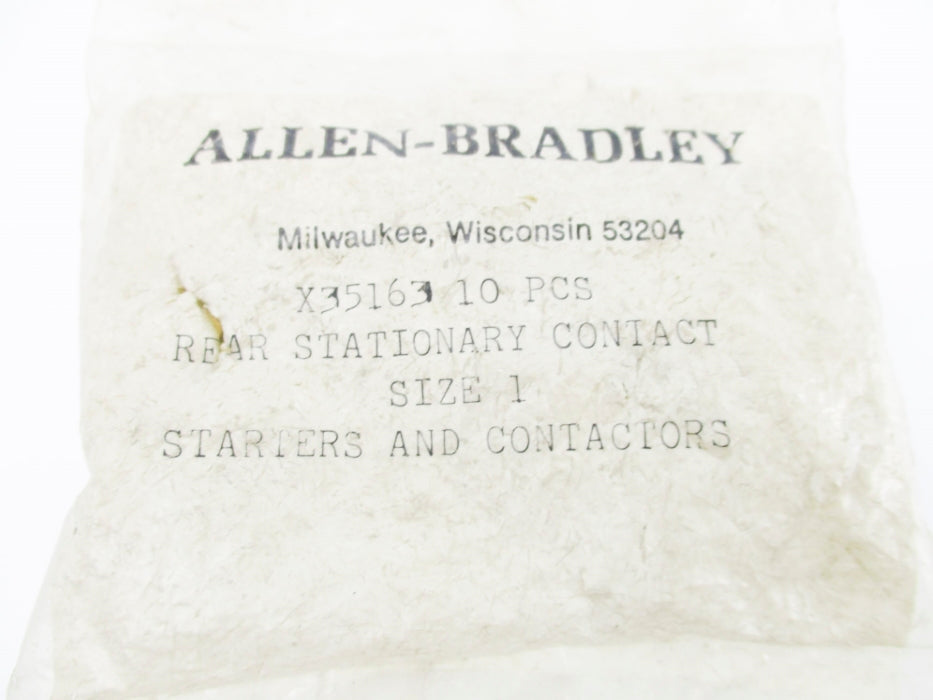 ALLEN-BRADLEY
Milwaukee, Wisconsin 53204
X35163 10 PCS
REAR STATIONARY CONTACT
SIZE 1
STARTERS AND CONTACTORS